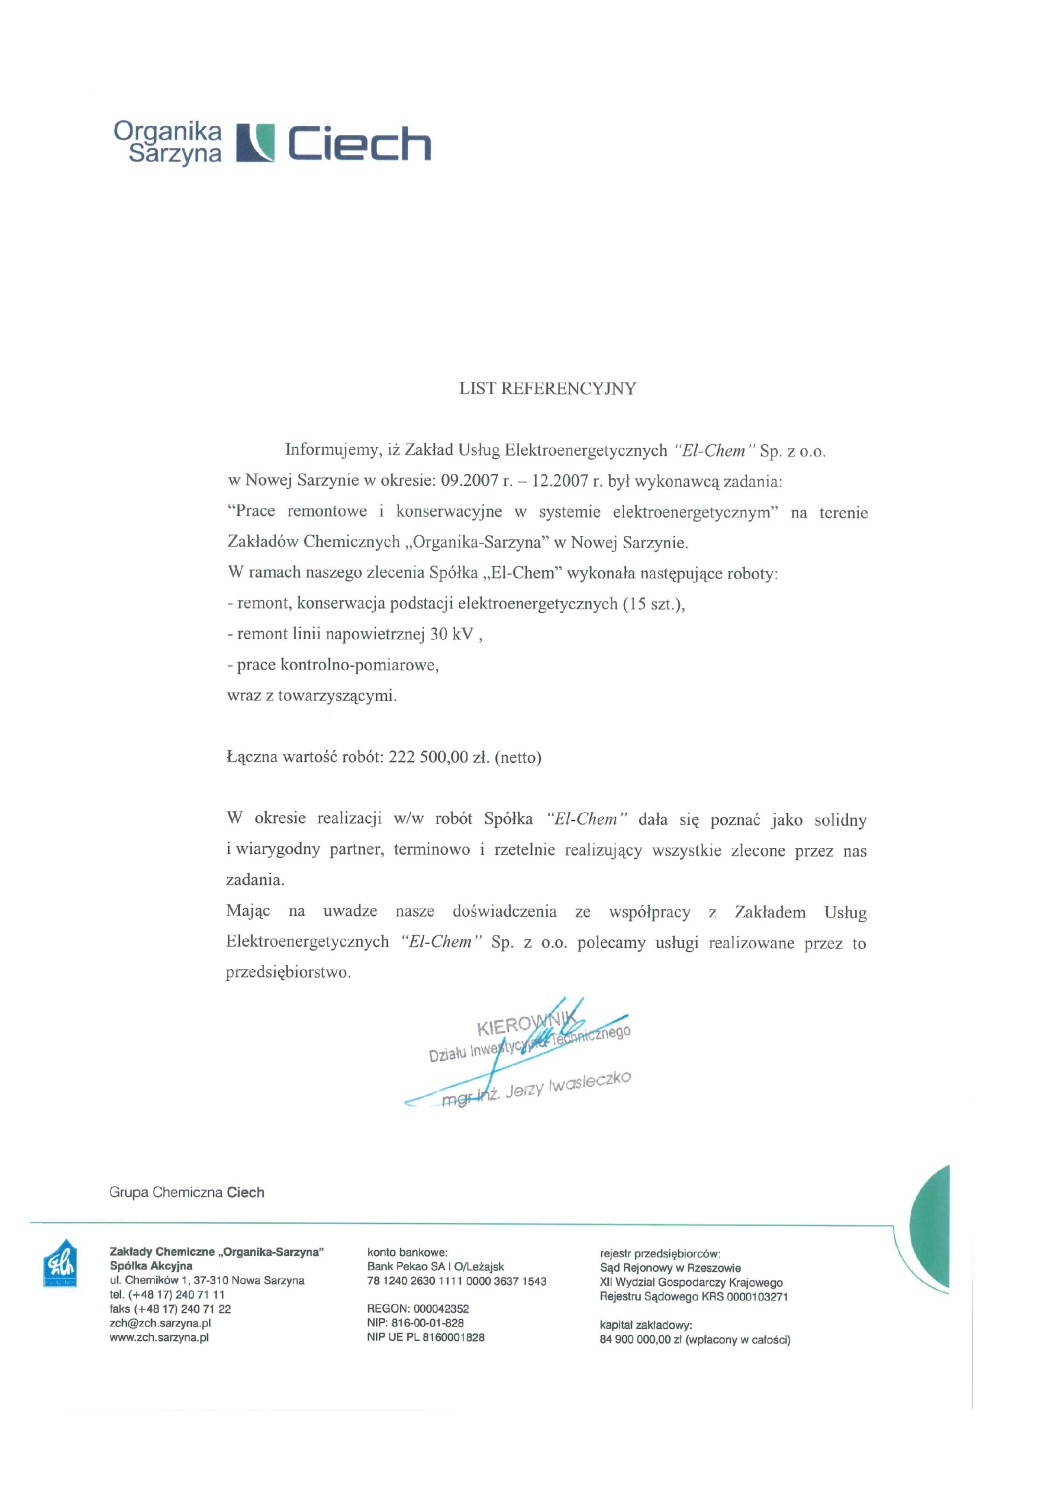 Organika
Sarzyna
Ciech
LIST REFERENCYJNY
Informujemy, iż Zakład Usług Elektroenergetycznych “El-Chem” Sp. z o.o.
w Nowej Sarzynie w okresie: 09.2007 r. – 12.2007 r. był wykonawcą zadania:
“Prace remontowe i konserwacyjne w systemie elektroenergetycznym” na terenie
Zakładów Chemicznych „Organika-Sarzyna” w Nowej Sarzynie.
W ramach naszego zlecenia Spółka „El-Chem” wykonała następujące roboty:
- remont, konserwacja podstacji elektroenergetycznych (15 szt.),
- remont linii napowietrznej 30 kV ,
- prace kontrolno-pomiarowe,
wraz z towarzyszącymi.
Łączna wartość robót: 222 500,00 zł. (netto)
W okresie realizacji w/w robót Spółka “El-Chem” dała się poznać jako solidny
i wiarygodny partner, terminowo i rzetelnie realizujący wszystkie zlecone przez nas
zadania.
Mając na uwadze nasze doświadczenia ze współpracy z Zakładem Usług
Elektroenergetycznych “El-Chem” Sp. z o.o. polecamy usługi realizowane przez to
przedsiębiorstwo.
KIEROWNIK
Działu Inwestycyjno-Technicznego
mgr inż. Jerzy Iwasieczko
Grupa Chemiczna Ciech
Zakłady Chemiczne „Organika-Sarzyna”
Spółka Akcyjna
ul. Chemików 1, 37-310 Nowa Sarzyna
tel. (+48 17) 240 71 11
faks (+48 17) 240 71 22
zch@zch.sarzyna.pl
www.zch.sarzyna.pl
konto bankowe:
Bank Pekao SA I O/Leżajsk
78 1240 2630 1111 0000 3637 1543
REGON: 000042352
NIP: 816-00-01-828
NIP UE PL 8160001828
rejestr przedsiębiorców:
Sąd Rejonowy w Rzeszowie
XII Wydział Gospodarczy Krajowego
Rejestru Sądowego KRS 0000103271
kapitał zakładowy:
84 900 000,00 zł (wpłacony w całości)